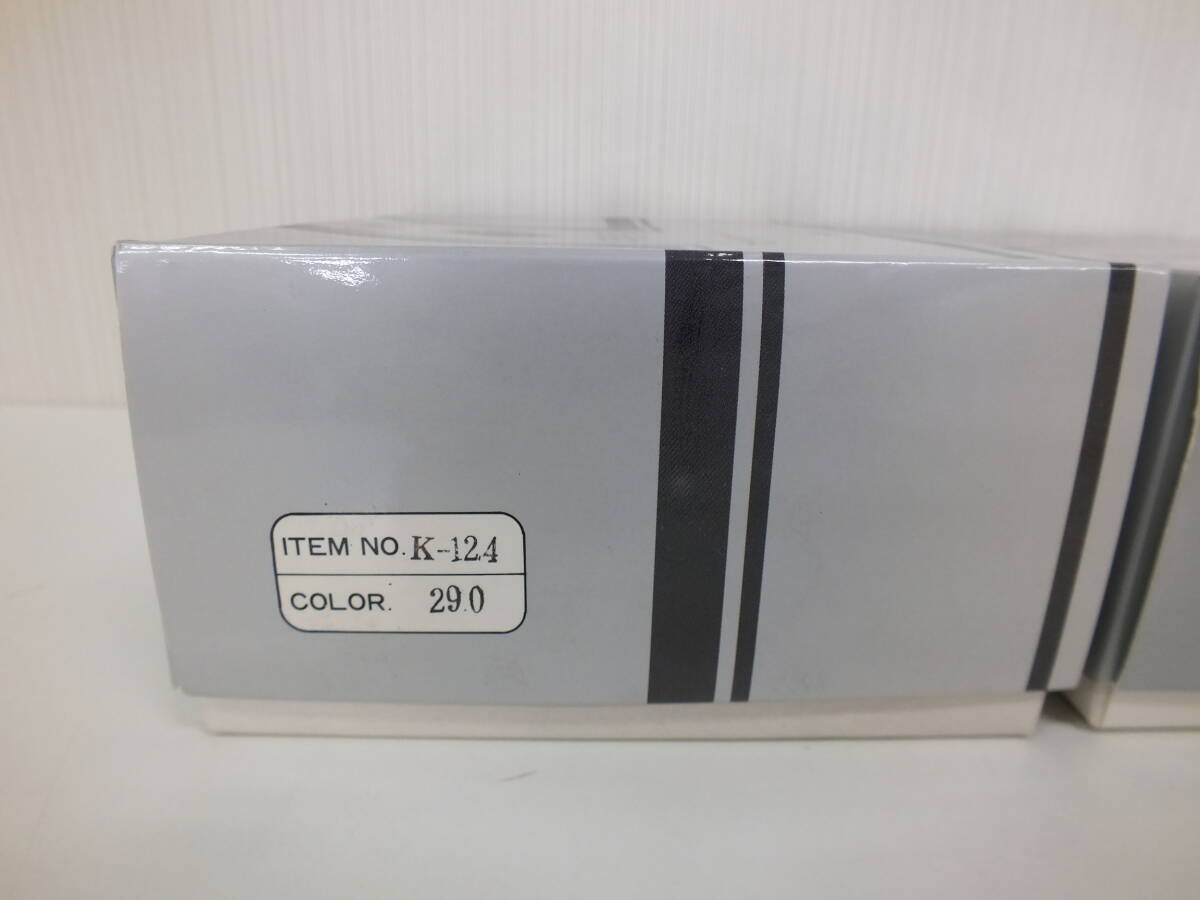 ITEM NO. K-124
COLOR. 29.0